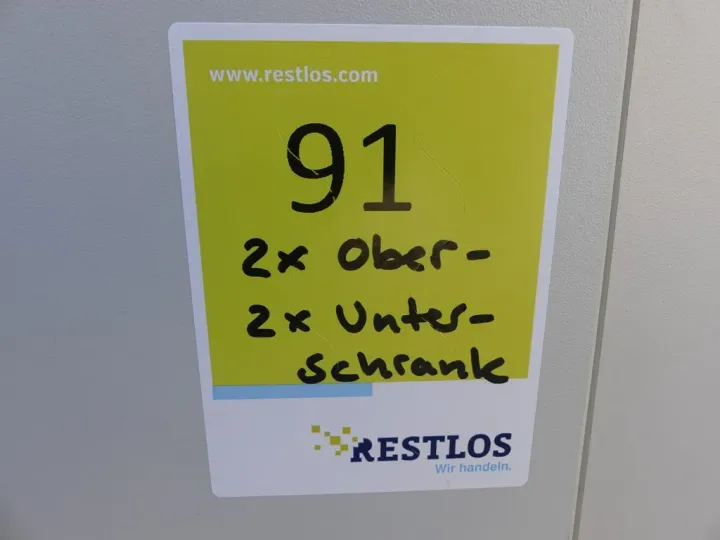 www.restlos.com
91
2x Ober-
2x Unter-
schrank
RESTLOS
Wir handeln.